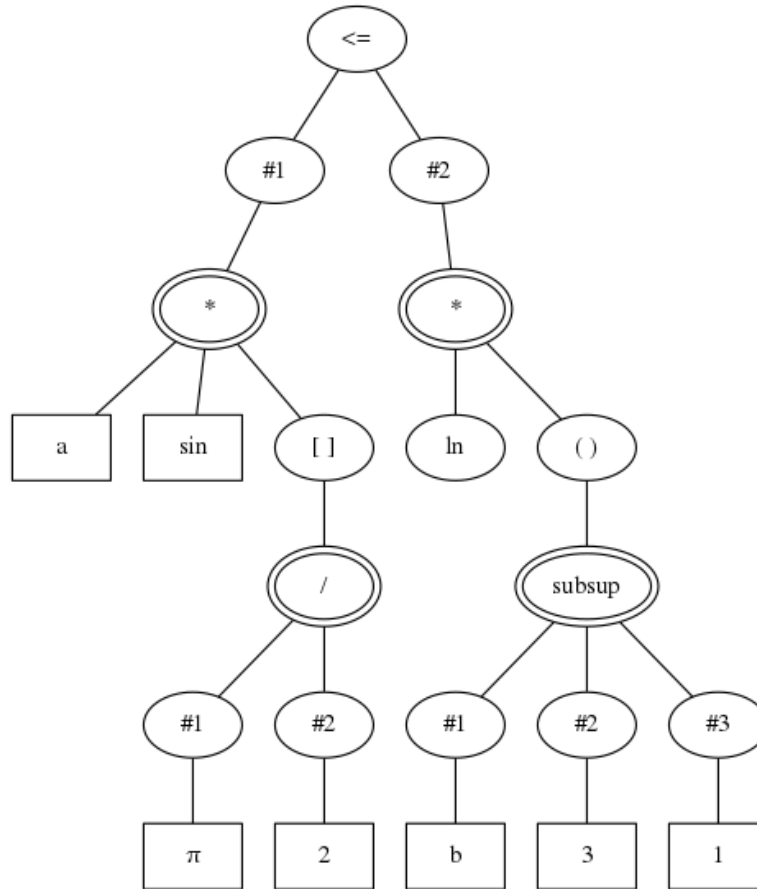 <=
#1 #2
* *
a sin [ ] ln ( )
/ subsup
#1 #2 #1 #2 #3
π 2 b 3 1